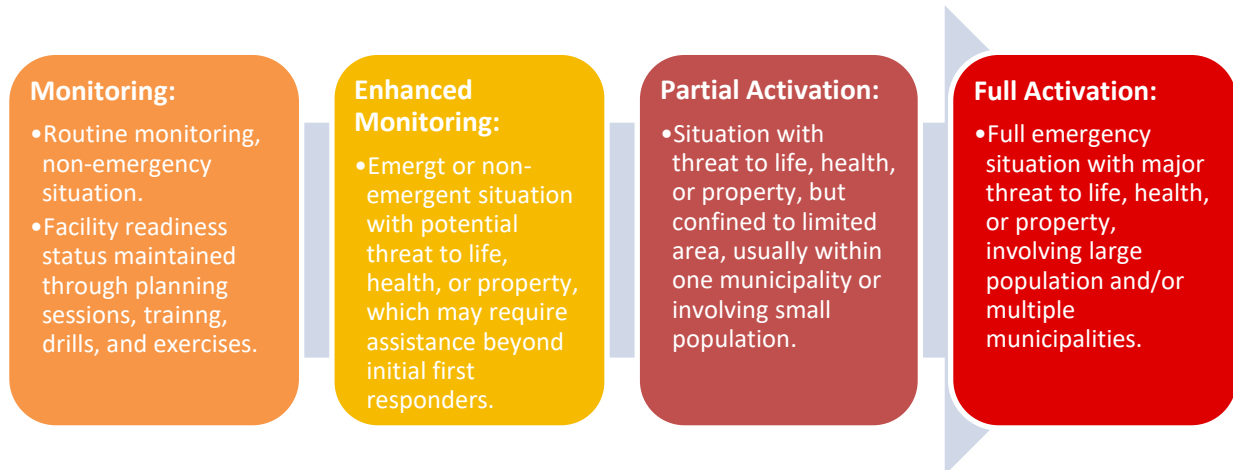 Monitoring:
•Routine monitoring,
non-emergency
situation.
•Facility readiness
status maintained
through planning
sessions, trainng,
drills, and exercises.
Enhanced
Monitoring:
•Emergt or non-
emergent situation
with potential
threat to life,
health, or property,
which may require
assistance beyond
initial first
responders.
Partial Activation:
•Situation with
threat to life, health,
or property, but
confined to limited
area, usually within
one municipality or
involving small
population.
Full Activation:
•Full emergency
situation with major
threat to life, health,
or property,
involving large
population and/or
multiple
municipalities.